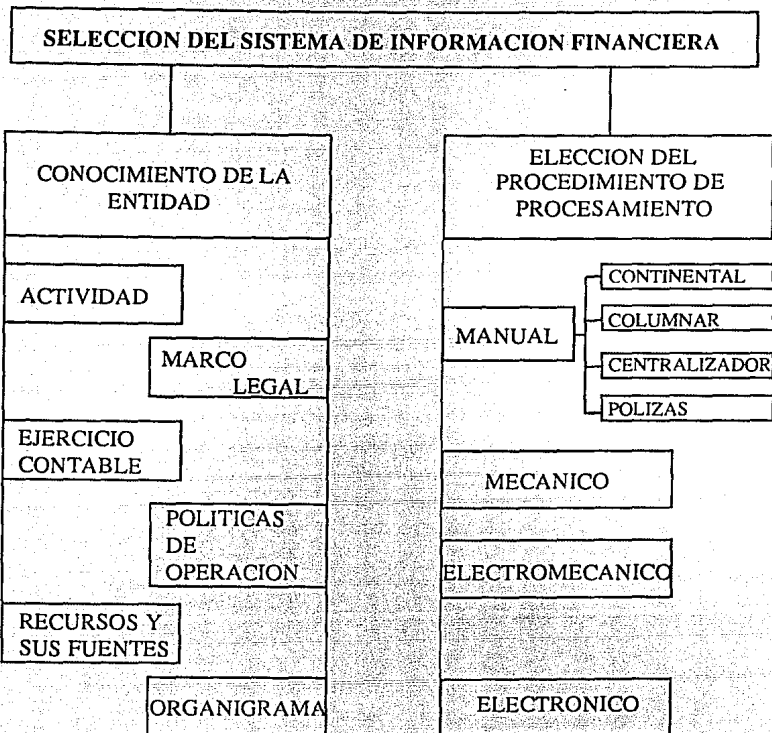 SELECCION DEL SISTEMA DE INFORMACION FINANCIERA
CONOCIMIENTO DE LA
ENTIDAD
ACTIVIDAD
MARCO
LEGAL
EJERCICIO
CONTABLE
POLITICAS
DE
OPERACION
RECURSOS Y
SUS FUENTES
ORGANIGRAMA
ELECCION DEL
PROCEDIMIENTO DE
PROCESAMIENTO
MANUAL
CONTINENTAL
COLUMNAR
CENTRALIZADOR
POLIZAS
MECANICO
ELECTROMECANICO
ELECTRONICO